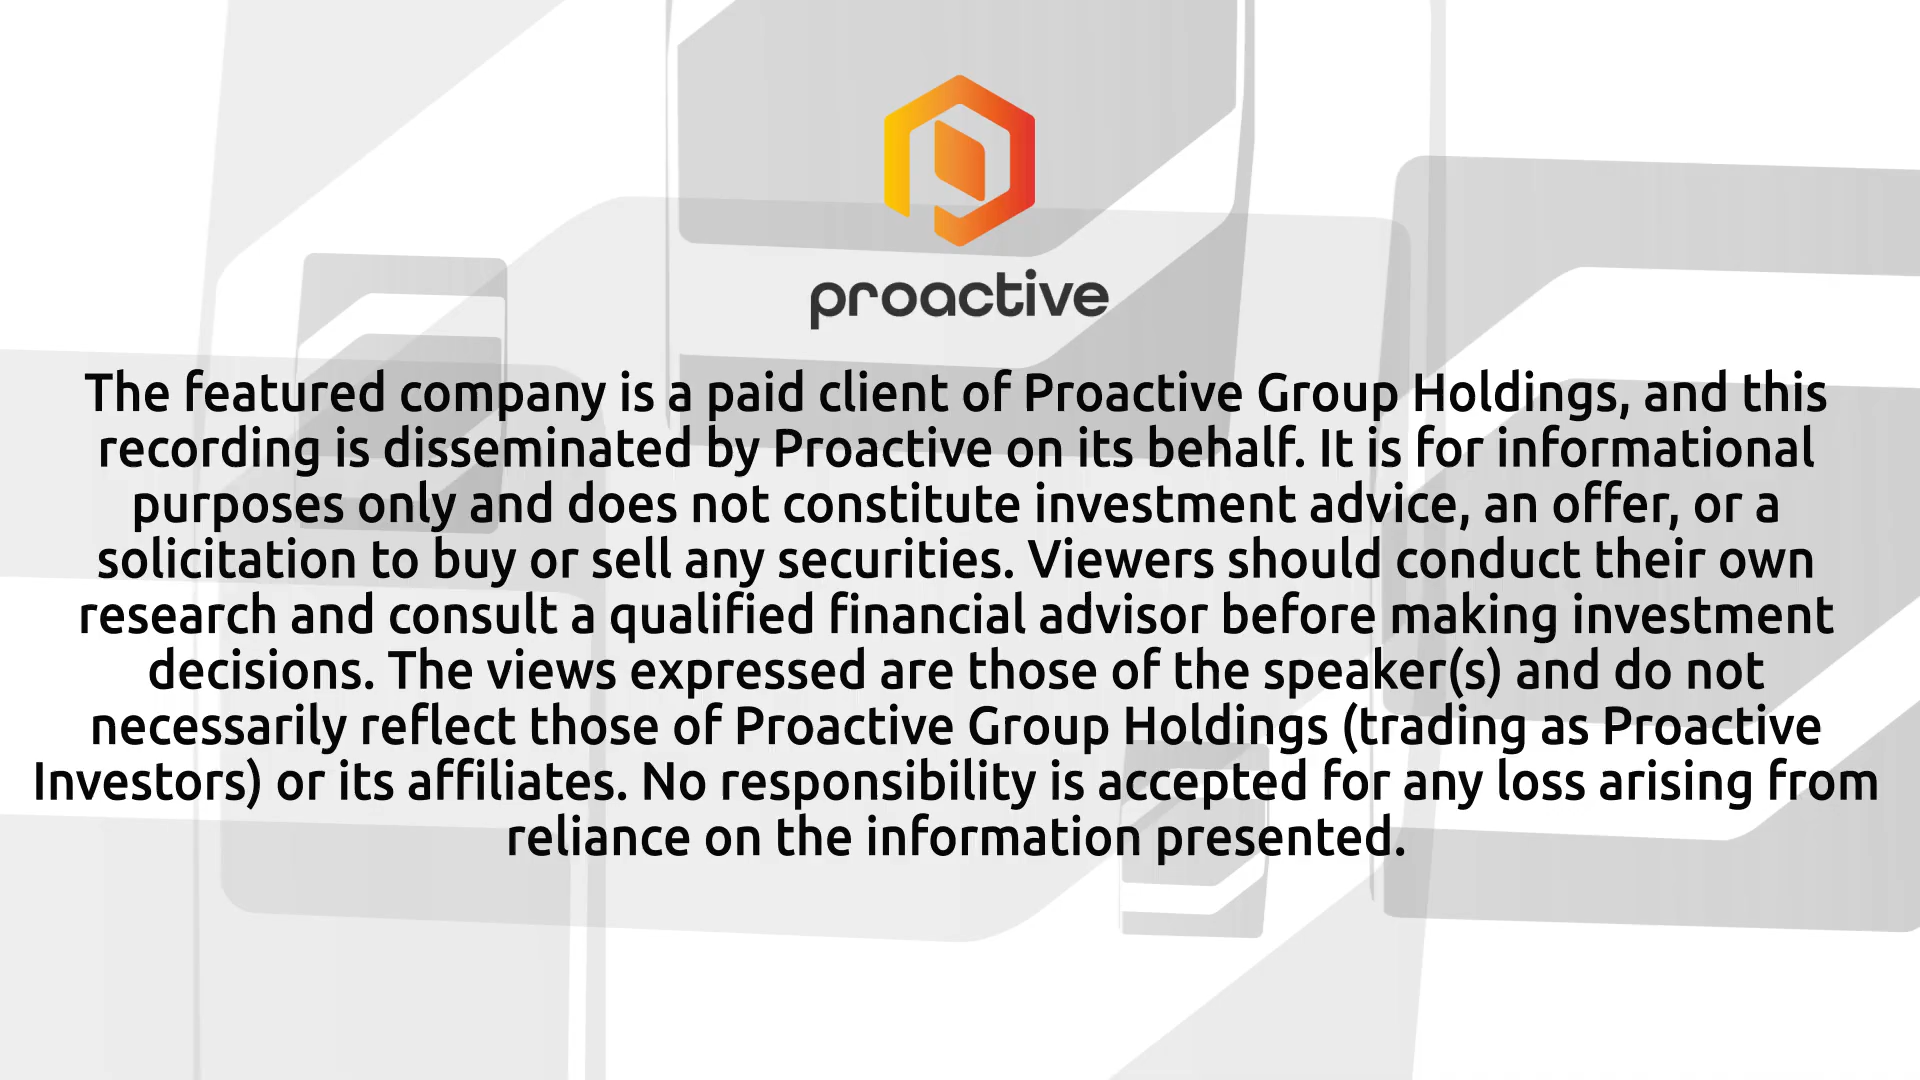 proactive
The featured company is a paid client of Proactive Group Holdings, and this
recording is disseminated by Proactive on its behalf. It is for informational
purposes only and does not constitute investment advice, an offer, or a
solicitation to buy or sell any securities. Viewers should conduct their own
research and consult a qualified financial advisor before making investment
decisions. The views expressed are those of the speaker(s) and do not
necessarily reflect those of Proactive Group Holdings (trading as Proactive
Investors) or its affiliates. No responsibility is accepted for any loss arising from
reliance on the information presented.